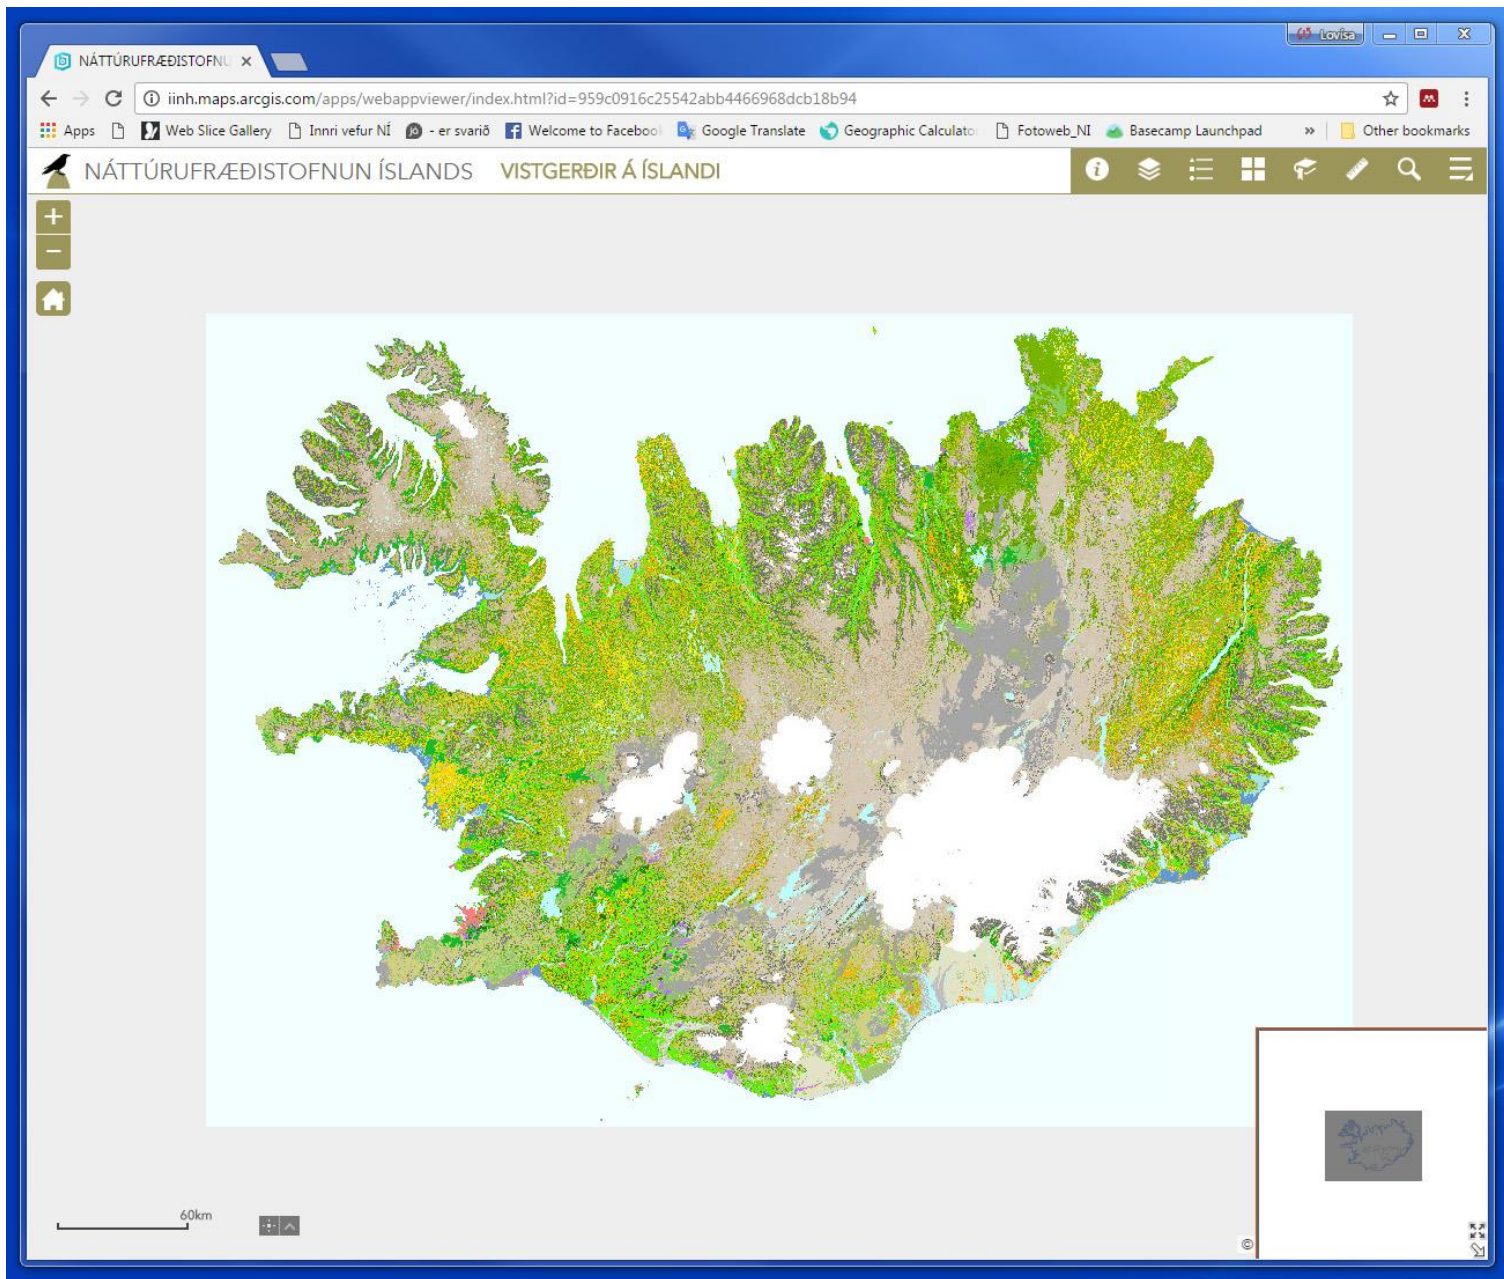 Lovísa
NÁTTÚRUFRÆÐISTOFNU
iinh.maps.arcgis.com/apps/webappviewer/index.html?id=959c0916c25542abb4466968dcb18b94
Apps Web Slice Gallery Innri vefur NÍ - er svarið Welcome to Facebook Google Translate Geographic Calculato Fotoweb_NI Basecamp Launchpad » Other bookmarks
NÁTTÚRUFRÆÐISTOFNUN ÍSLANDS VISTGERÐIR Á ÍSLANDI
60km
©